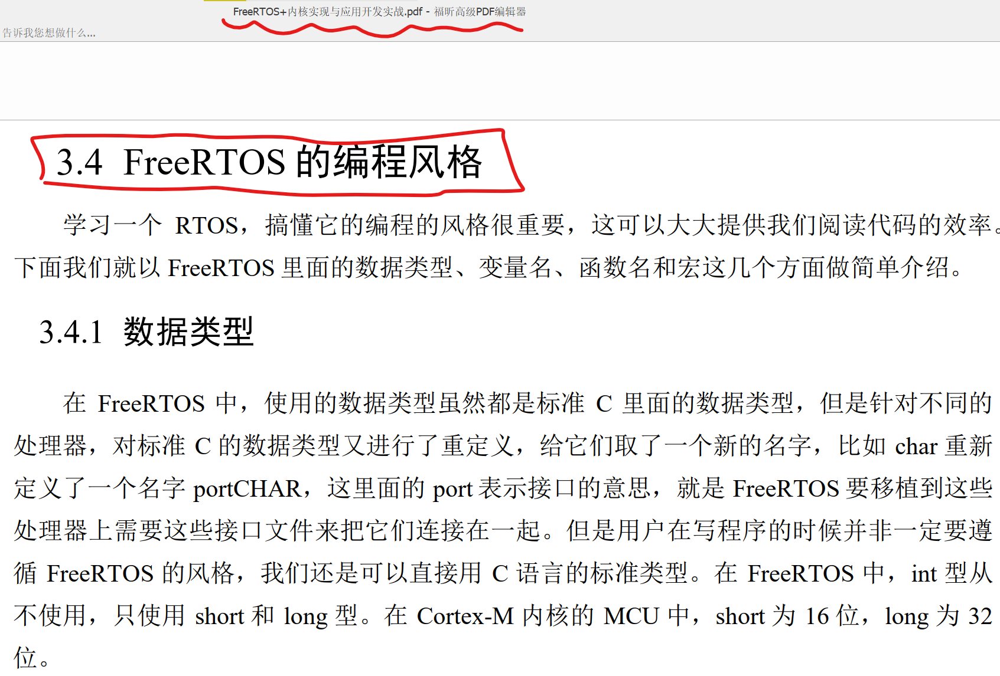 FreeRTOS+内核实现与应用开发实战.pdf - 福昕高级PDF编辑器
告诉我您想做什么...
3.4 FreeRTOS 的编程风格
学习一个 RTOS，搞懂它的编程的风格很重要，这可以大大提供我们阅读代码的效率。
下面我们就以 FreeRTOS 里面的数据类型、变量名、函数名和宏这几个方面做简单介绍。
3.4.1 数据类型
在 FreeRTOS 中，使用的数据类型虽然都是标准 C 里面的数据类型，但是针对不同的
处理器，对标准 C 的数据类型又进行了重定义，给它们取了一个新的名字，比如 char 重新
定义了一个名字 portCHAR，这里面的 port 表示接口的意思，就是 FreeRTOS 要移植到这些
处理器上需要这些接口文件来把它们连接在一起。但是用户在写程序的时候并非一定要遵
循 FreeRTOS 的风格，我们还是可以直接用 C 语言的标准类型。在 FreeRTOS 中，int 型从
不使用，只使用 short 和 long 型。在 Cortex-M 内核的 MCU 中，short 为 16 位，long 为 32
位。